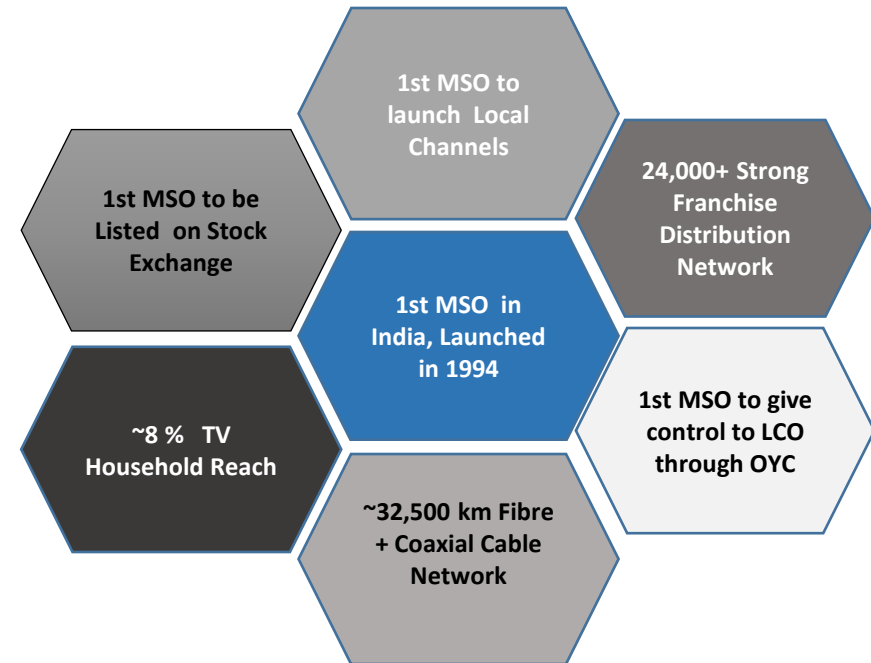 1st MSO to
launch Local
Channels
1st MSO to be
Listed on Stock
Exchange
24,000+ Strong
Franchise
Distribution
Network
1st MSO in
India, Launched
in 1994
~8 % TV
Household Reach
1st MSO to give
control to LCO
through OYC
~32,500 km Fibre
+ Coaxial Cable
Network